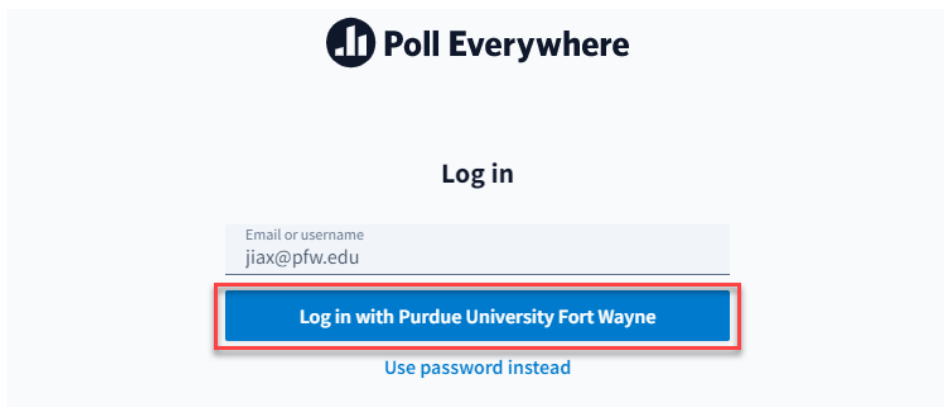 Poll Everywhere
Log in
Email or username
jiax@pfw.edu
Log in with Purdue University Fort Wayne
Use password instead